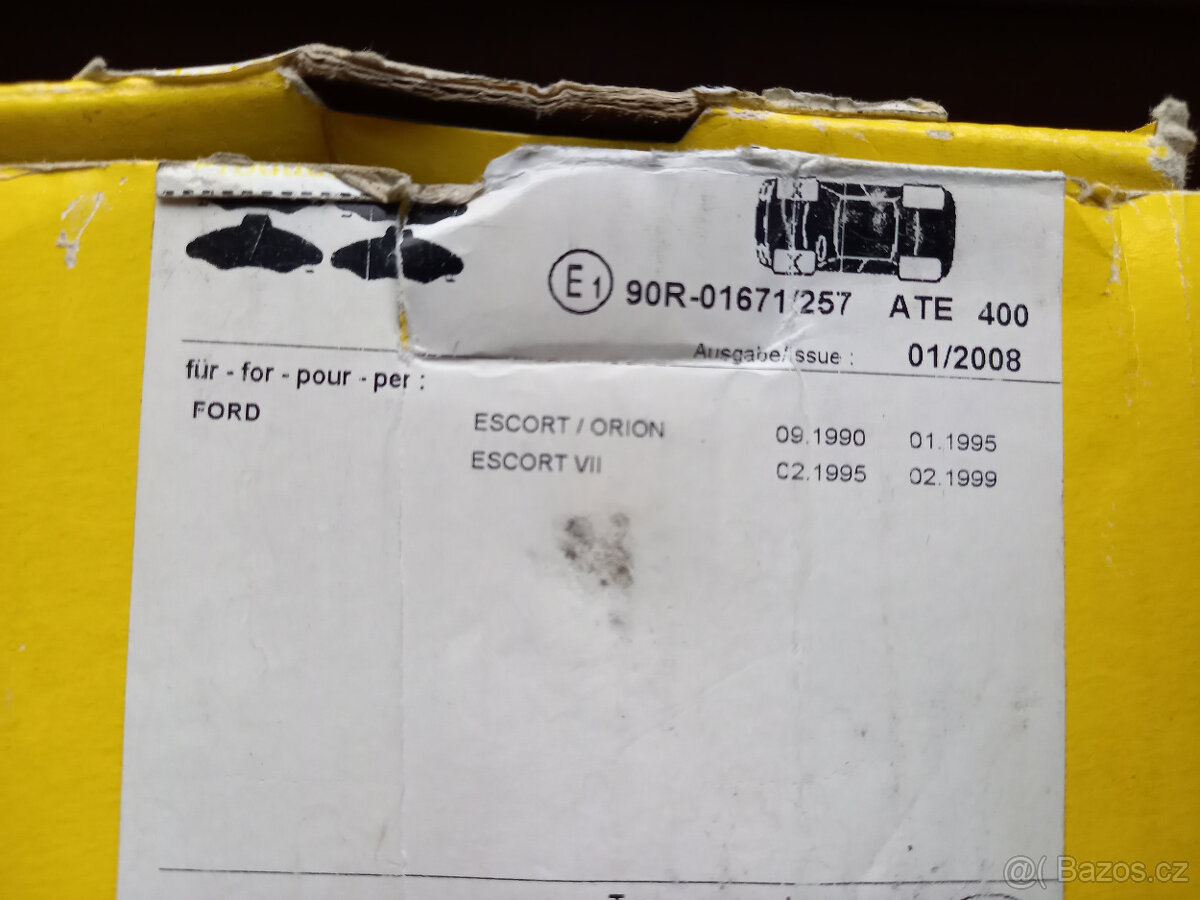 E1 90R-01671/257 ATE 400
Ausgabe/Issue : 01/2008
für - for - pour - per :
FORD
ESCORT / ORION 09.1990 01.1995
ESCORT VII 02.1995 02.1999
@( Bazos.cz